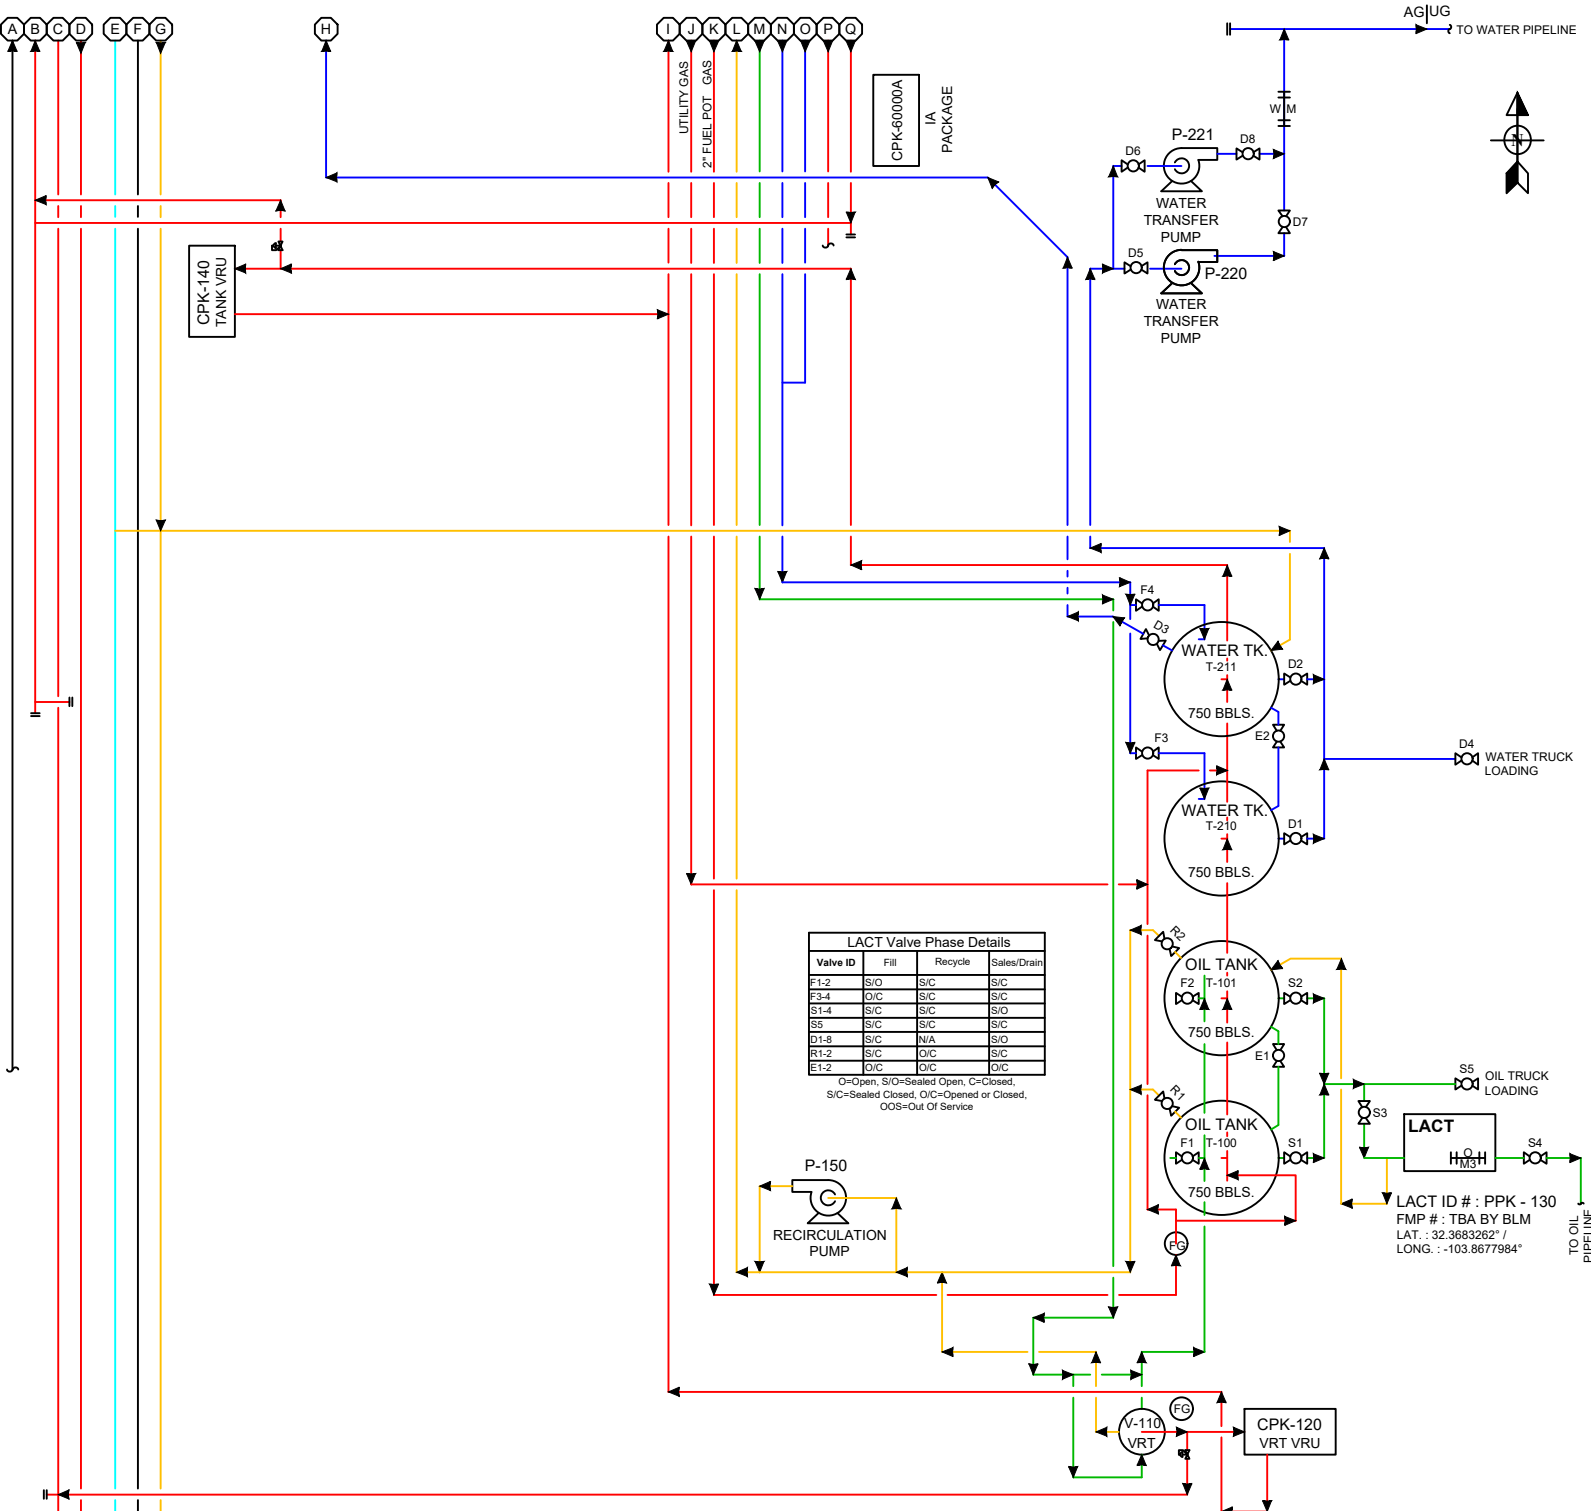 A B C D E F G H I J K L M N O P Q
AG|UG
TO WATER PIPELINE
UTILITY GAS
2" FUEL POT GAS
CPK-60000A
IA
PACKAGE
W M
N
P-221
D6
D8
WATER
TRANSFER
PUMP
D7
D5
P-220
WATER
TRANSFER
PUMP
CPK-140
TANK VRU
F4
D3
WATER TK.
T-211
750 BBLS.
D2
E2
F3
D4
WATER TRUCK
LOADING
WATER TK.
T-210
750 BBLS.
D1
LACT Valve Phase Details
Valve ID Fill Recycle Sales/Drain
F1-2 S/O S/C S/C
F3-4 O/C S/C S/C
S1-4 S/C S/C S/O
S5 S/C S/C S/C
D1-8 S/C N/A S/O
R1-2 S/C O/C S/C
E1-2 O/C O/C O/C
O=Open, S/O=Sealed Open, C=Closed,
S/C=Sealed Closed, O/C=Opened or Closed,
OOS=Out Of Service
R2
OIL TANK
F2
T-101
S2
750 BBLS.
E1
S5
OIL TRUCK
LOADING
S3
R1
OIL TANK
F1
T-100
S1
750 BBLS.
LACT
O
M3
S4
LACT ID # : PPK - 130
FMP # : TBA BY BLM
LAT. : 32.3683262° /
LONG. : -103.8677984°
TO OIL
PIPELINE
P-150
RECIRCULATION
PUMP
FG
FG
V-110
VRT
CPK-120
VRT VRU